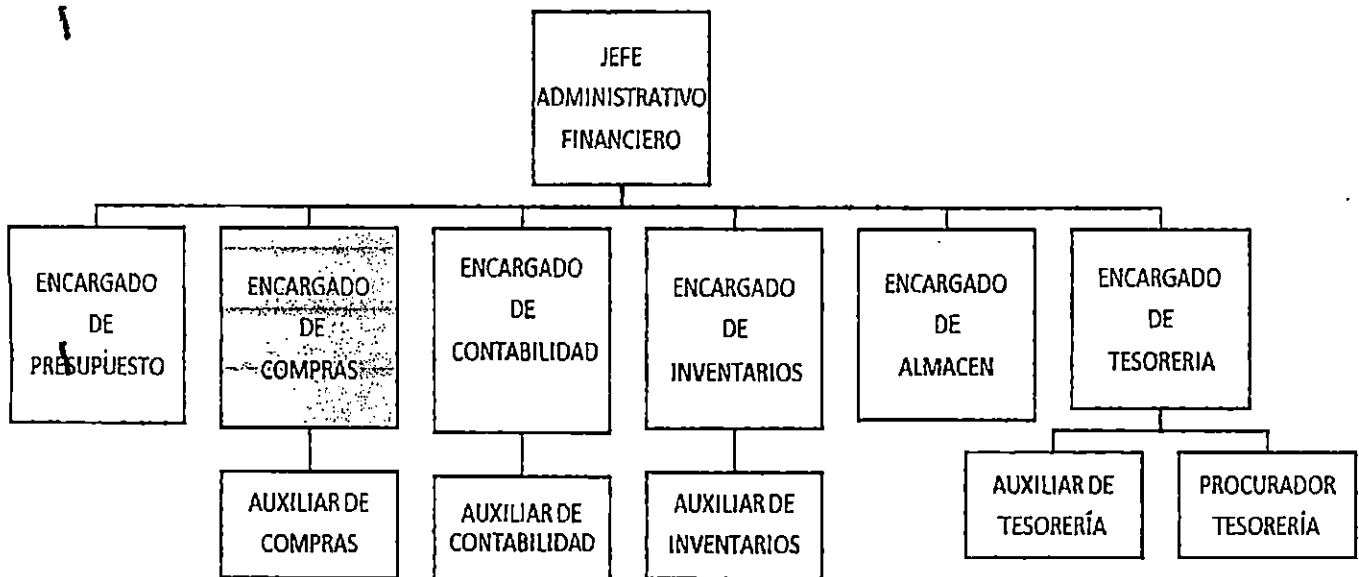 JEFE
ADMINISTRATIVO
FINANCIERO
ENCARGADO
DE
PRESUPUESTO
ENCARGADO
DE
COMPRAS
ENCARGADO
DE
CONTABILIDAD
ENCARGADO
DE
INVENTARIOS
ENCARGADO
DE
ALMACEN
ENCARGADO
DE
TESORERIA
AUXILIAR DE
COMPRAS
AUXILIAR DE
CONTABILIDAD
AUXILIAR DE
INVENTARIOS
AUXILIAR DE
TESORERÍA
PROCURADOR
TESORERÍA